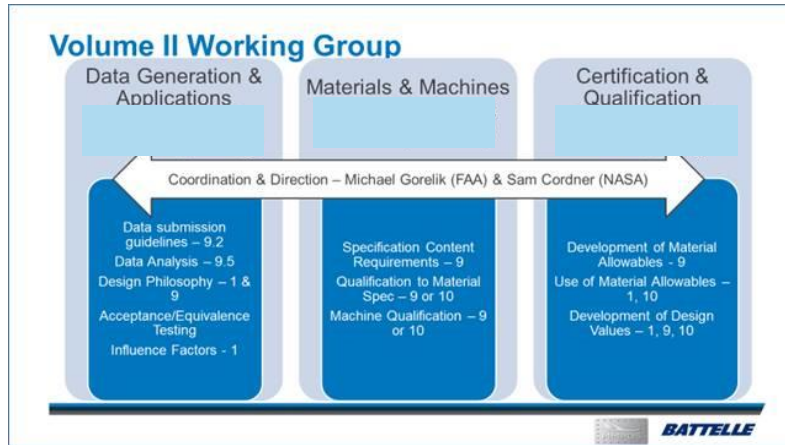 Volume II Working Group
Data Generation &
Applications
Materials & Machines
Certification &
Qualification
Coordination & Direction – Michael Gorelik (FAA) & Sam Cordner (NASA)
Data submission
guidelines – 9.2
Data Analysis – 9.5
Design Philosophy – 1 &
9
Acceptance/Equivalence
Testing
Influence Factors - 1
Specification Content
Requirements – 9
Qualification to Material
Spec – 9 or 10
Machine Qualification – 9
or 10
Development of Material
Allowables - 9
Use of Material Allowables –
1, 10
Development of Design
Values – 1, 9, 10
BATTELLE